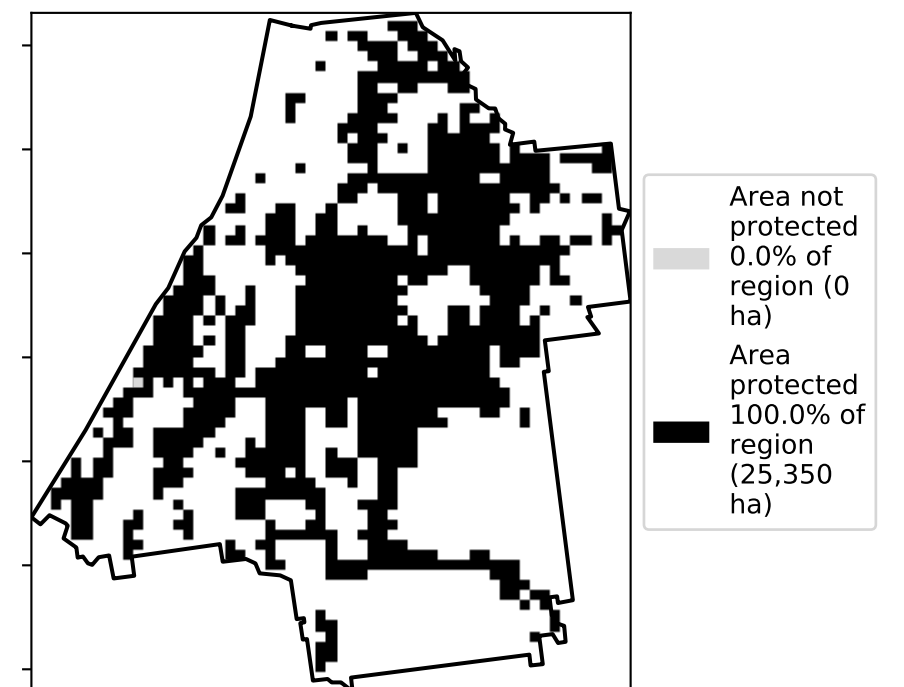 Area not
protected
0.0% of
region (0
ha)
Area
protected
100.0% of
region
(25,350
ha)